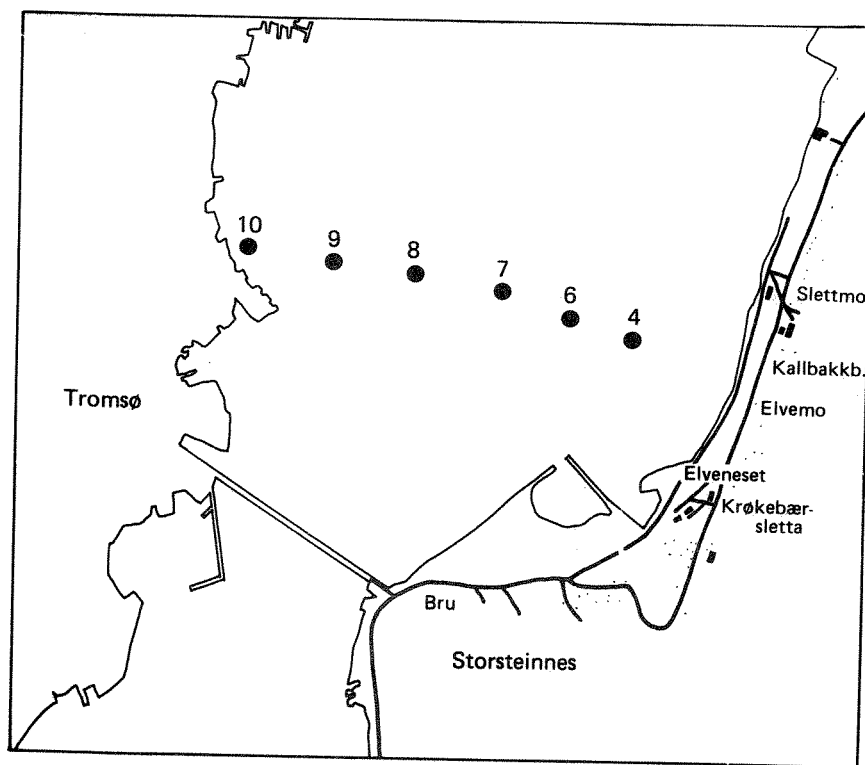 10
9
8
7
6
4
Slettmo
Kallbakkb.
Tromsø
Elvemo
Elveneset
Krøkebær-
sletta
Bru
Storsteinnes